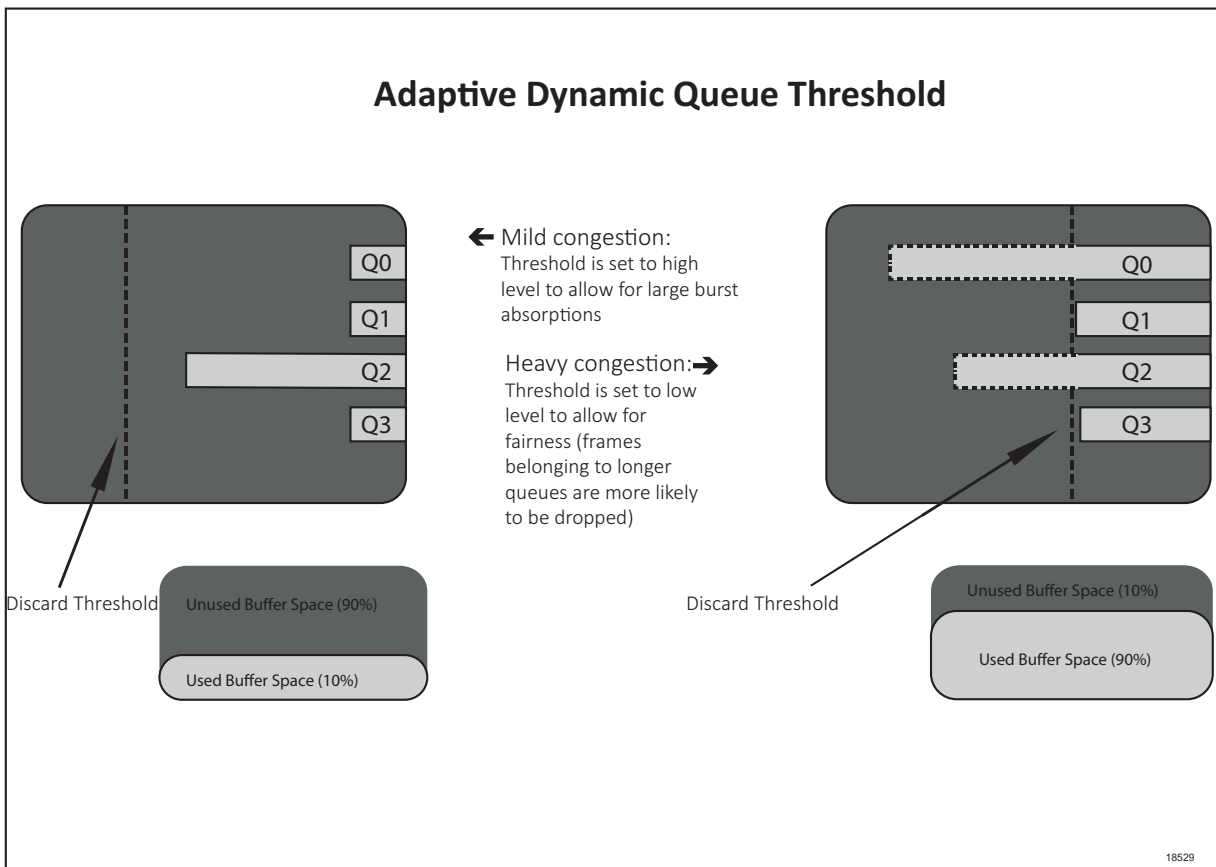 Adaptive Dynamic Queue Threshold
Q0
Q1
Q2
Q3
Discard Threshold
Unused Buffer Space (90%)
Used Buffer Space (10%)
Mild congestion:
Threshold is set to high
level to allow for large burst
absorptions
Heavy congestion:
Threshold is set to low
level to allow for
fairness (frames
belonging to longer
queues are more likely
to be dropped)
Q0
Q1
Q2
Q3
Discard Threshold
Unused Buffer Space (10%)
Used Buffer Space (90%)
18529